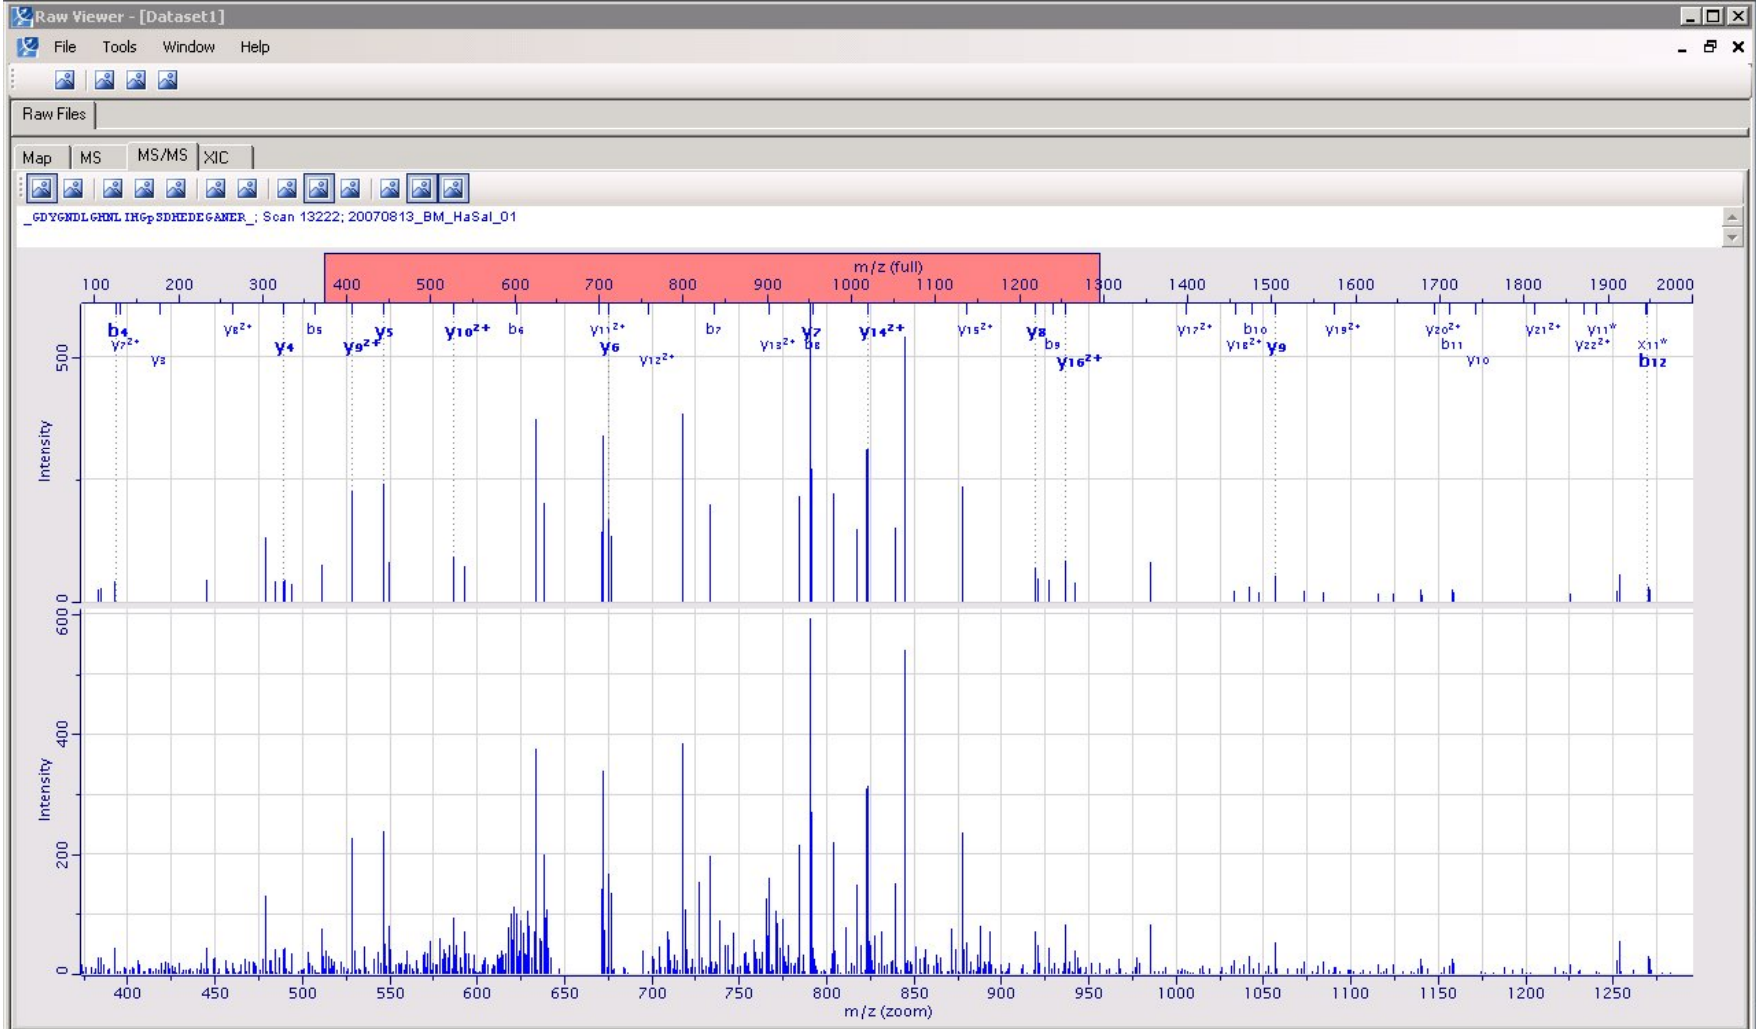 Raw Viewer - [Dataset1]
File Tools Window Help
Raw Files
Map MS MS/MS XIC
_GDYGNDLGHNLIHGpSDHEDEGANER_; Scan 13222; 20070813_BM_HaSal_01
m/z (full)
100 200 300 400 500 600 700 800 900 1000 1100 1200 1300 1400 1500 1600 1700 1800 1900 2000
b4 y8²⁺ b5 y5 y10²⁺ b6 y11²⁺ b7 y7 y14²⁺ y15²⁺ y8 y17²⁺ b10 y19²⁺ y20²⁺ y21²⁺ y11*
y7²⁺ y4 y9²⁺ y6 y13²⁺ b8 b9 y18²⁺ y9 b11 y22²⁺ x11*
y3 y12²⁺ y16²⁺ y10 b12
500
Intensity
0
600
400
Intensity
200
0
400 450 500 550 600 650 700 750 800 850 900 950 1000 1050 1100 1150 1200 1250
m/z (zoom)